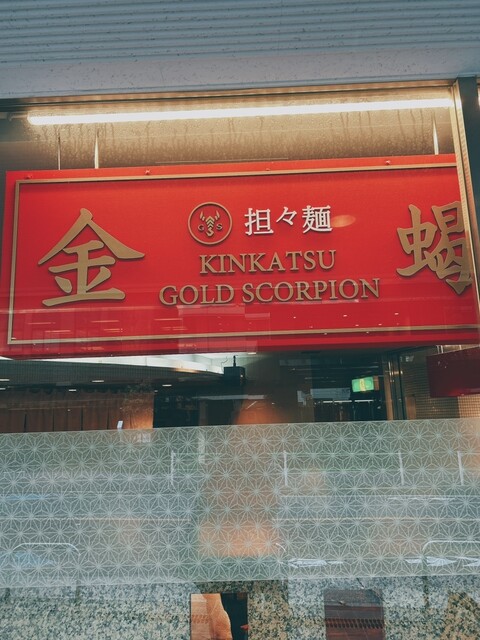 金
G S
担々麺
KINKATSU
GOLD SCORPION
蝎